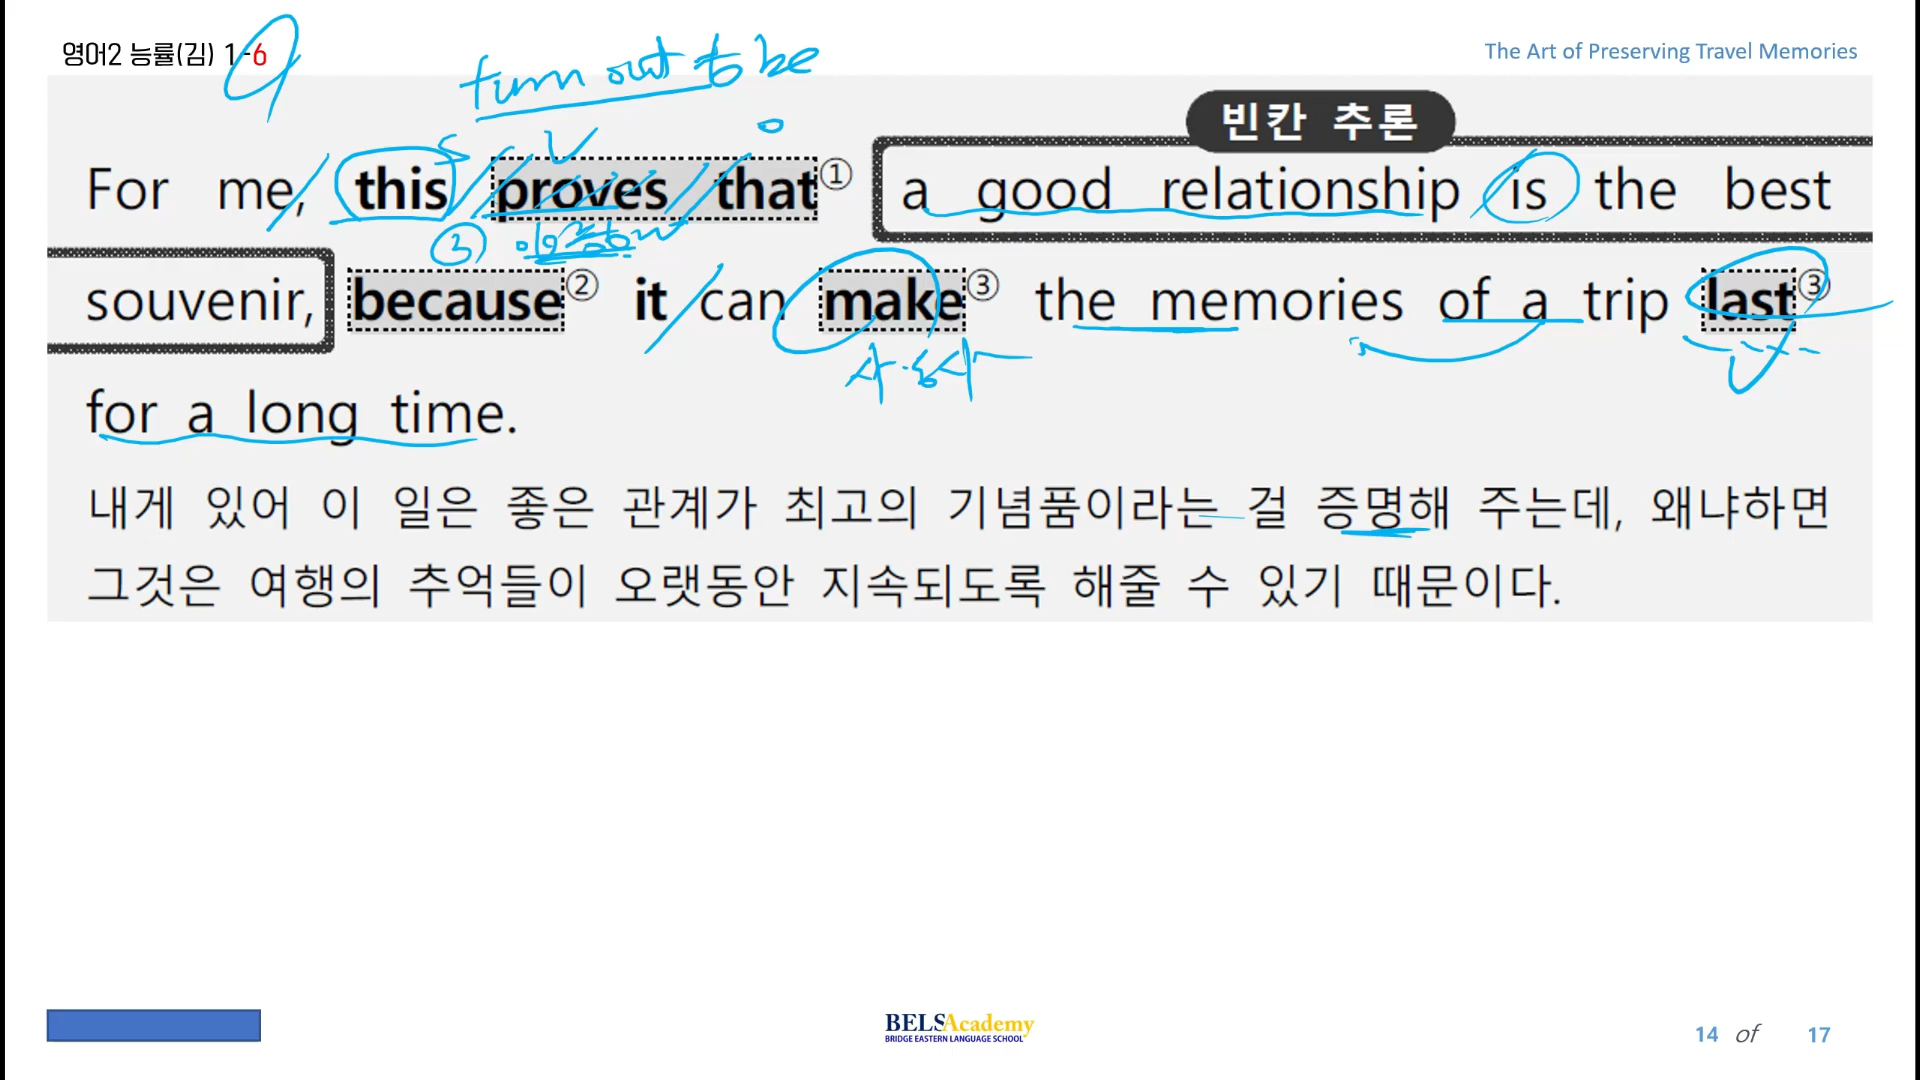 영어2 능률(김) 1-6
The Art of Preserving Travel Memories
turn out to be
빈칸 추론
For me, this proves that① a good relationship is the best
souvenir, because② it can make③ the memories of a trip last③
for a long time.
내게 있어 이 일은 좋은 관계가 최고의 기념품이라는 걸 증명해 주는데, 왜냐하면
그것은 여행의 추억들이 오랫동안 지속되도록 해줄 수 있기 때문이다.
BELSAcademy
BRIDGE EASTERN LANGUAGE SCHOOL
14 of 17